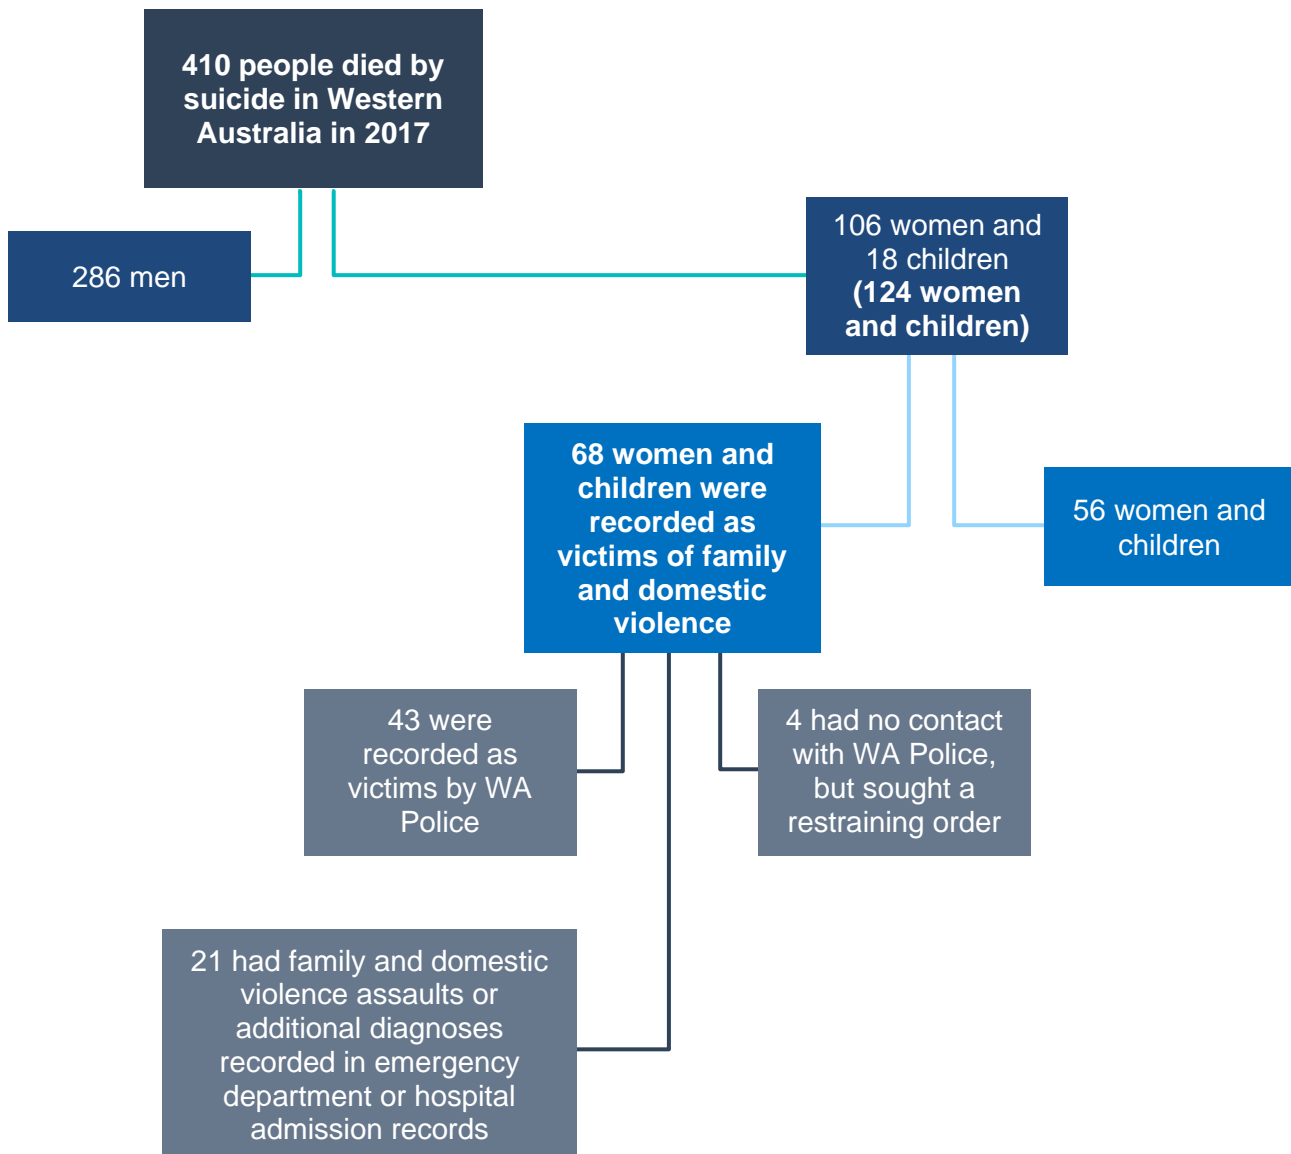 410 people died by
suicide in Western
Australia in 2017
286 men
106 women and
18 children
(124 women
and children)
68 women and
children were
recorded as
victims of family
and domestic
violence
56 women and
children
43 were
recorded as
victims by WA
Police
4 had no contact
with WA Police,
but sought a
restraining order
21 had family and domestic
violence assaults or
additional diagnoses
recorded in emergency
department or hospital
admission records